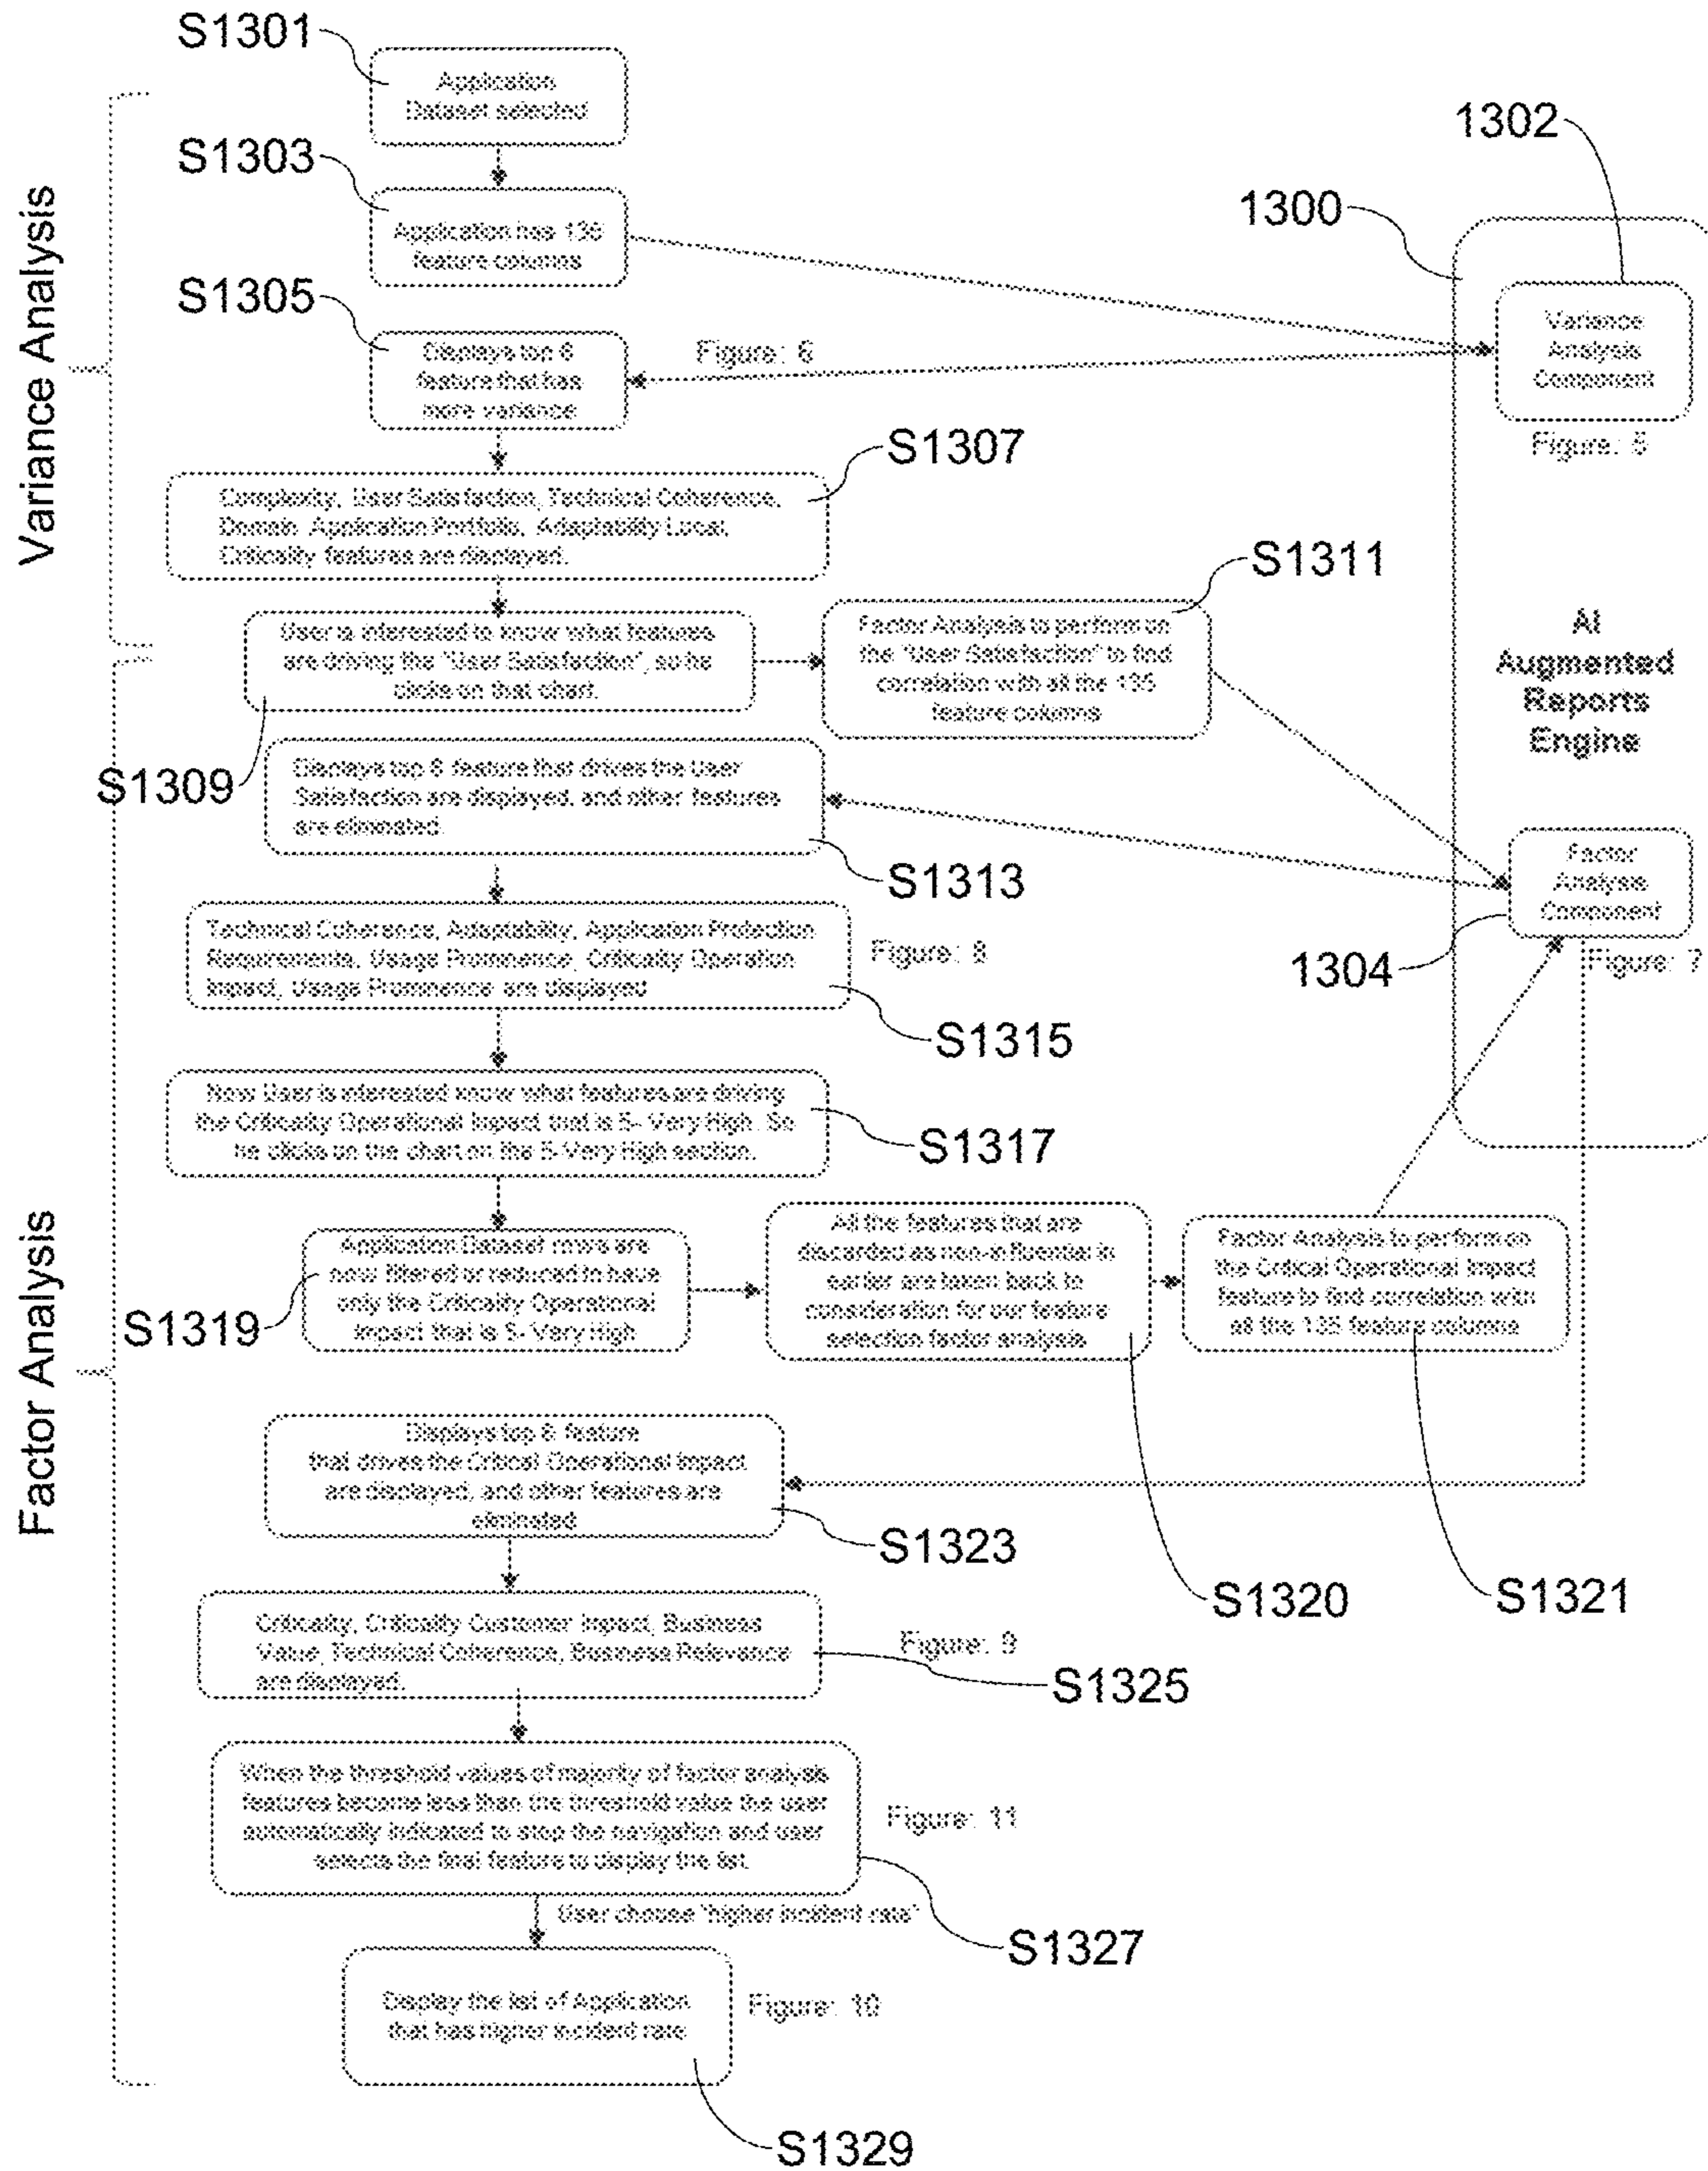 S1301
Application
Dataset selected
S1303
Application has 136
feature columns
S1305
Displays top 6
feature that has
more variance
Figure: 6
1302
1300
Variance
Analysis
Component
Figure: 5
Variance Analysis
S1307
Complexity, User Satisfaction, Technical Coherence,
Domain, Application Portfolio, Adaptability Local,
Criticality features are displayed.
S1311
User is interested to know what features
are driving the "User Satisfaction", so he
clicks on that chart.
Factor Analysis to perform on
the "User Satisfaction" to find
correlation with all the 135
feature columns
AI
Augmented
Reports
Engine
S1309
Displays top 6 feature that drives the User
Satisfaction are displayed, and other features
are eliminated.
S1313
Factor
Analysis
Component
1304
Figure: 7
Technical Coherence, Adaptability, Application Protection
Requirements, Usage Prominence, Criticality Operation
Impact, Usage Prominence are displayed
Figure: 8
S1315
Now User is interested know what features are driving
the Criticality Operational Impact that is 5- Very High. So
he clicks on the chart on the 5-Very High section.
S1317
Factor Analysis
S1319
Application Dataset rows are
now filtered or reduced to have
only the Criticality Operational
Impact that is 5- Very High
All the features that are
discarded as non-influential in
earlier are taken back to
consideration for our feature
selection factor analysis
Factor Analysis to perform on
the Critical Operational Impact
feature to find correlation with
all the 135 feature columns
Displays top 6 feature
that drives the Critical Operational Impact
are displayed, and other features are
eliminated
S1323
S1320
S1321
Criticality, Criticality Customer Impact, Business
Value, Technical Coherence, Business Relevance
are displayed.
Figure: 9
S1325
When the threshold values of majority of factor analysis
features become less than the threshold value the user
automatically indicated to stop the navigation and user
selects the final feature to display the list.
Figure: 11
S1327
User choose "higher incident rate"
Display the list of Application
that has higher incident rate
Figure: 10
S1329